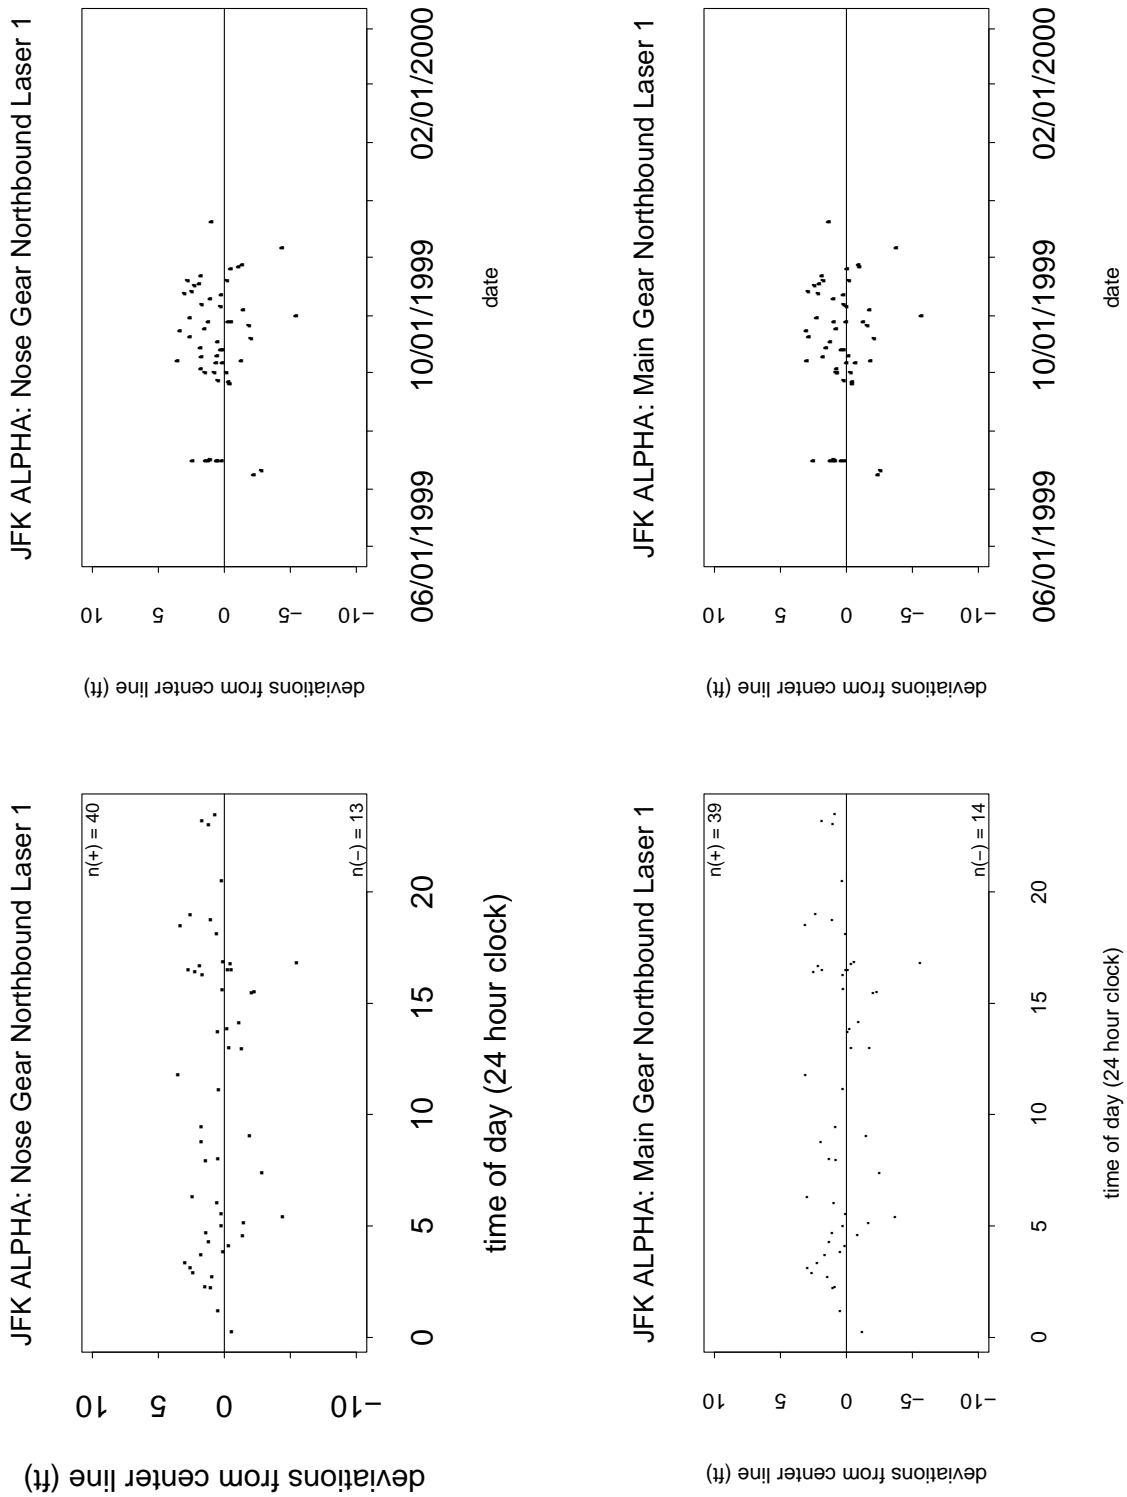 JFK ALPHA: Nose Gear Northbound Laser 1
n(+) = 40
n(−) = 13
10
5
0
−10
deviations from center line (ft)
0
5
10
15
20
time of day (24 hour clock)
JFK ALPHA: Nose Gear Northbound Laser 1
10
5
0
−5
−10
deviations from center line (ft)
06/01/1999
10/01/1999
02/01/2000
date
JFK ALPHA: Main Gear Northbound Laser 1
n(+) = 39
n(−) = 14
10
5
0
−5
−10
deviations from center line (ft)
0
5
10
15
20
time of day (24 hour clock)
JFK ALPHA: Main Gear Northbound Laser 1
10
5
0
−5
−10
deviations from center line (ft)
06/01/1999
10/01/1999
02/01/2000
date